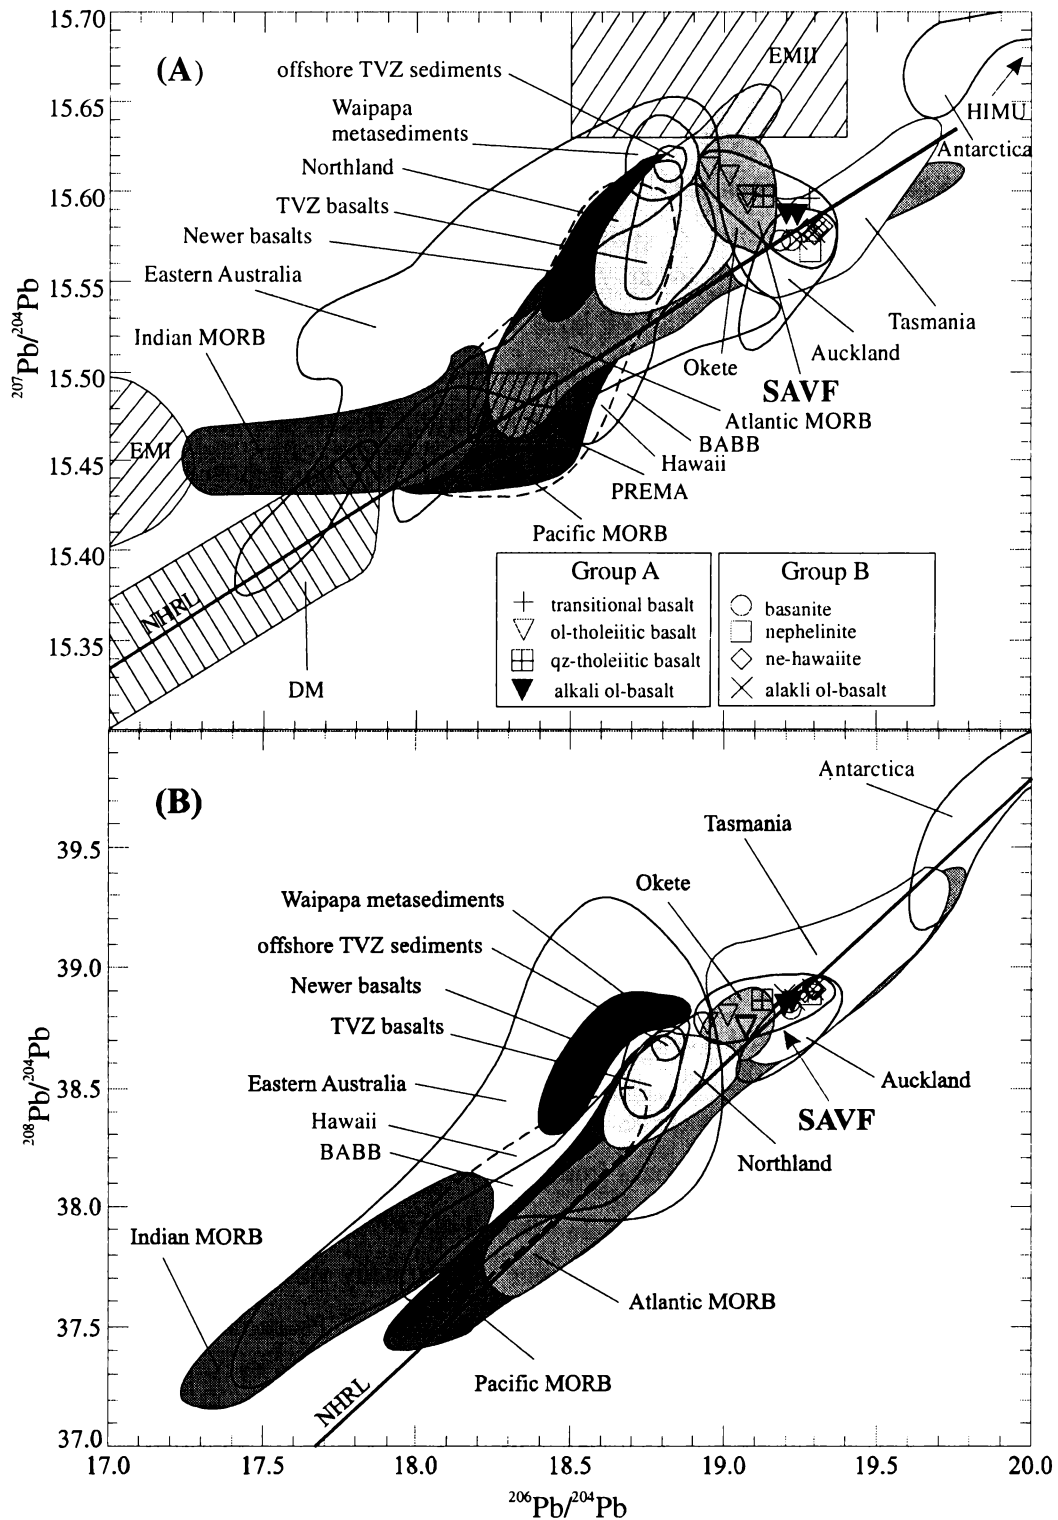 15.70
(A)
EMII
offshore TVZ sediments
15.65
Waipapa
metasediments
HIMU
Antarctica
Northland
15.60
TVZ basalts
Newer basalts
Eastern Australia
15.55
Tasmania
Indian MORB
Auckland
Okete
15.50
SAVF
Atlantic MORB
BABB
EMI
Hawaii
15.45
PREMA
Pacific MORB
15.40
NHRL
15.35
DM
207Pb/204Pb
Group A
transitional basalt
ol-tholeiitic basalt
qz-tholeiitic basalt
alkali ol-basalt
Group B
basanite
nephelinite
ne-hawaiite
alakli ol-basalt
(B)
Antarctica
Tasmania
39.5
Okete
Waipapa metasediments
offshore TVZ sediments
39.0
Newer basalts
TVZ basalts
Eastern Australia
38.5
Auckland
Hawaii
SAVF
BABB
Northland
38.0
Indian MORB
Atlantic MORB
37.5
Pacific MORB
NHRL
37.0
208Pb/204Pb
17.0 17.5 18.0 18.5 19.0 19.5 20.0
206Pb/204Pb